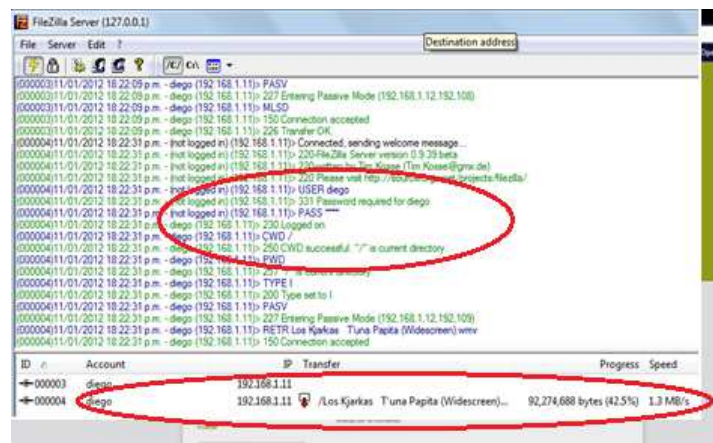 FileZilla Server (127.0.0.1)
File Server Edit ?
Destination address
/C/ C:\
(000003)11/01/2012 18:22:09 p.m. - diego (192.168.1.11)> PASV
(000003)11/01/2012 18:22:09 p.m. - diego (192.168.1.11)> 227 Entering Passive Mode (192,168,1,12,192,108)
(000003)11/01/2012 18:22:09 p.m. - diego (192.168.1.11)> MLSD
(000003)11/01/2012 18:22:09 p.m. - diego (192.168.1.11)> 150 Connection accepted
(000003)11/01/2012 18:22:09 p.m. - diego (192.168.1.11)> 226 Transfer OK
(000004)11/01/2012 18:22:31 p.m. - (not logged in) (192.168.1.11)> Connected, sending welcome message...
(000004)11/01/2012 18:22:31 p.m. - (not logged in) (192.168.1.11)> 220-FileZilla Server version 0.9.39 beta
(000004)11/01/2012 18:22:31 p.m. - (not logged in) (192.168.1.11)> 220-written by Tim Kosse (Tim.Kosse@gmx.de)
(000004)11/01/2012 18:22:31 p.m. - (not logged in) (192.168.1.11)> 220 Please visit
(000004)11/01/2012 18:22:31 p.m. - (not logged in) (192.168.1.11)> USER diego
(000004)11/01/2012 18:22:31 p.m. - (not logged in) (192.168.1.11)> 331 Password required for diego
(000004)11/01/2012 18:22:31 p.m. - (not logged in) (192.168.1.11)> PASS ****
(000004)11/01/2012 18:22:31 p.m. - diego (192.168.1.11)> 230 Logged on
(000004)11/01/2012 18:22:31 p.m. - diego (192.168.1.11)> CWD /
(000004)11/01/2012 18:22:31 p.m. - diego (192.168.1.11)> 250 CWD successful. "/" is current directory.
(000004)11/01/2012 18:22:31 p.m. - diego (192.168.1.11)> PWD
(000004)11/01/2012 18:22:31 p.m. - diego (192.168.1.11)> 257 "/" is current directory.
(000004)11/01/2012 18:22:31 p.m. - diego (192.168.1.11)> TYPE I
(000004)11/01/2012 18:22:31 p.m. - diego (192.168.1.11)> 200 Type set to I
(000004)11/01/2012 18:22:31 p.m. - diego (192.168.1.11)> PASV
(000004)11/01/2012 18:22:31 p.m. - diego (192.168.1.11)> 227 Entering Passive Mode (192,168,1,12,192,109)
(000004)11/01/2012 18:22:31 p.m. - diego (192.168.1.11)> RETR Los Kjarkas T'una Papita (Widescreen).wmv
(000004)11/01/2012 18:22:31 p.m. - diego (192.168.1.11)> 150 Connection accepted
ID Account IP Transfer Progress Speed
000003 diego 192.168.1.11
000004 diego 192.168.1.11 /Los Kjarkas T'una Papita (Widescreen)... 92,274,688 bytes (42.5%) 1.3 MB/s